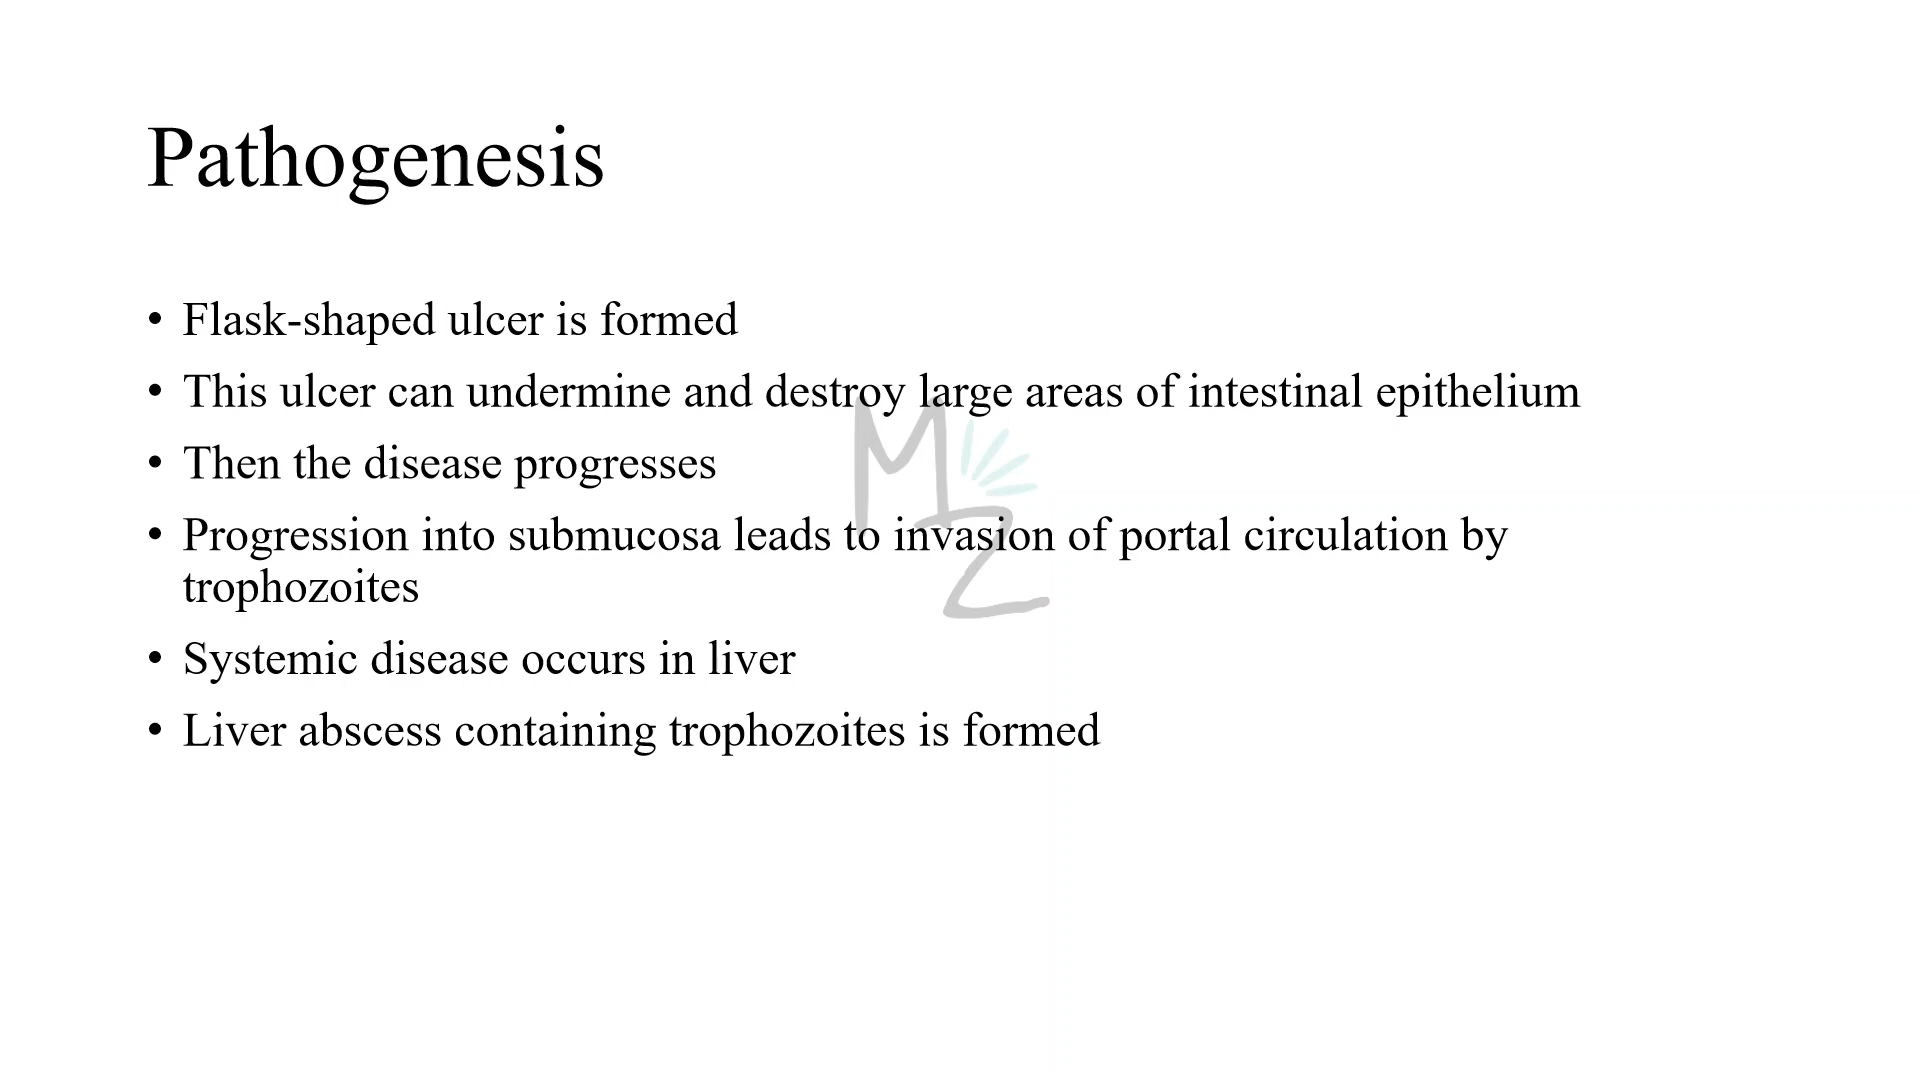 Pathogenesis
• Flask-shaped ulcer is formed
• This ulcer can undermine and destroy large areas of intestinal epithelium
• Then the disease progresses
• Progression into submucosa leads to invasion of portal circulation by
trophozoites
• Systemic disease occurs in liver
• Liver abscess containing trophozoites is formed
MZ